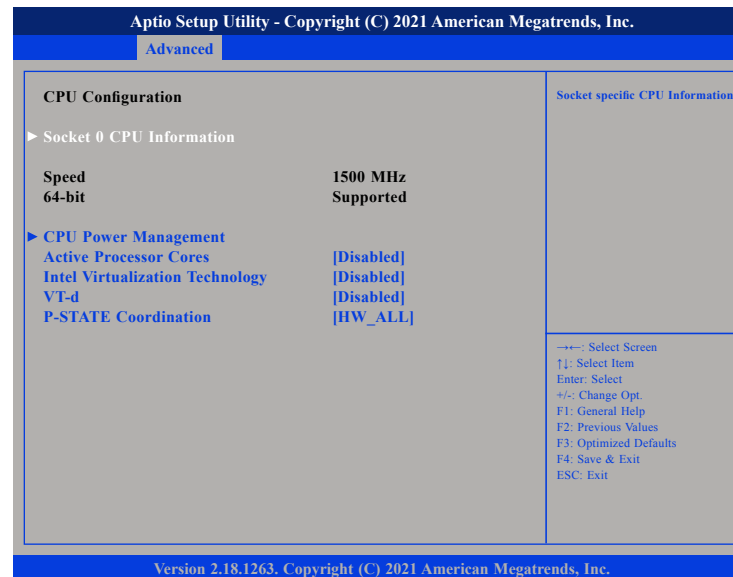 Aptio Setup Utility - Copyright (C) 2021 American Megatrends, Inc.
Advanced
CPU Configuration
► Socket 0 CPU Information
Speed 1500 MHz
64-bit Supported
► CPU Power Management
Active Processor Cores [Disabled]
Intel Virtualization Technology [Disabled]
VT-d [Disabled]
P-STATE Coordination [HW_ALL]
Socket specific CPU Information
→←: Select Screen
↑↓: Select Item
Enter: Select
+/-: Change Opt.
F1: General Help
F2: Previous Values
F3: Optimized Defaults
F4: Save & Exit
ESC: Exit
Version 2.18.1263. Copyright (C) 2021 American Megatrends, Inc.